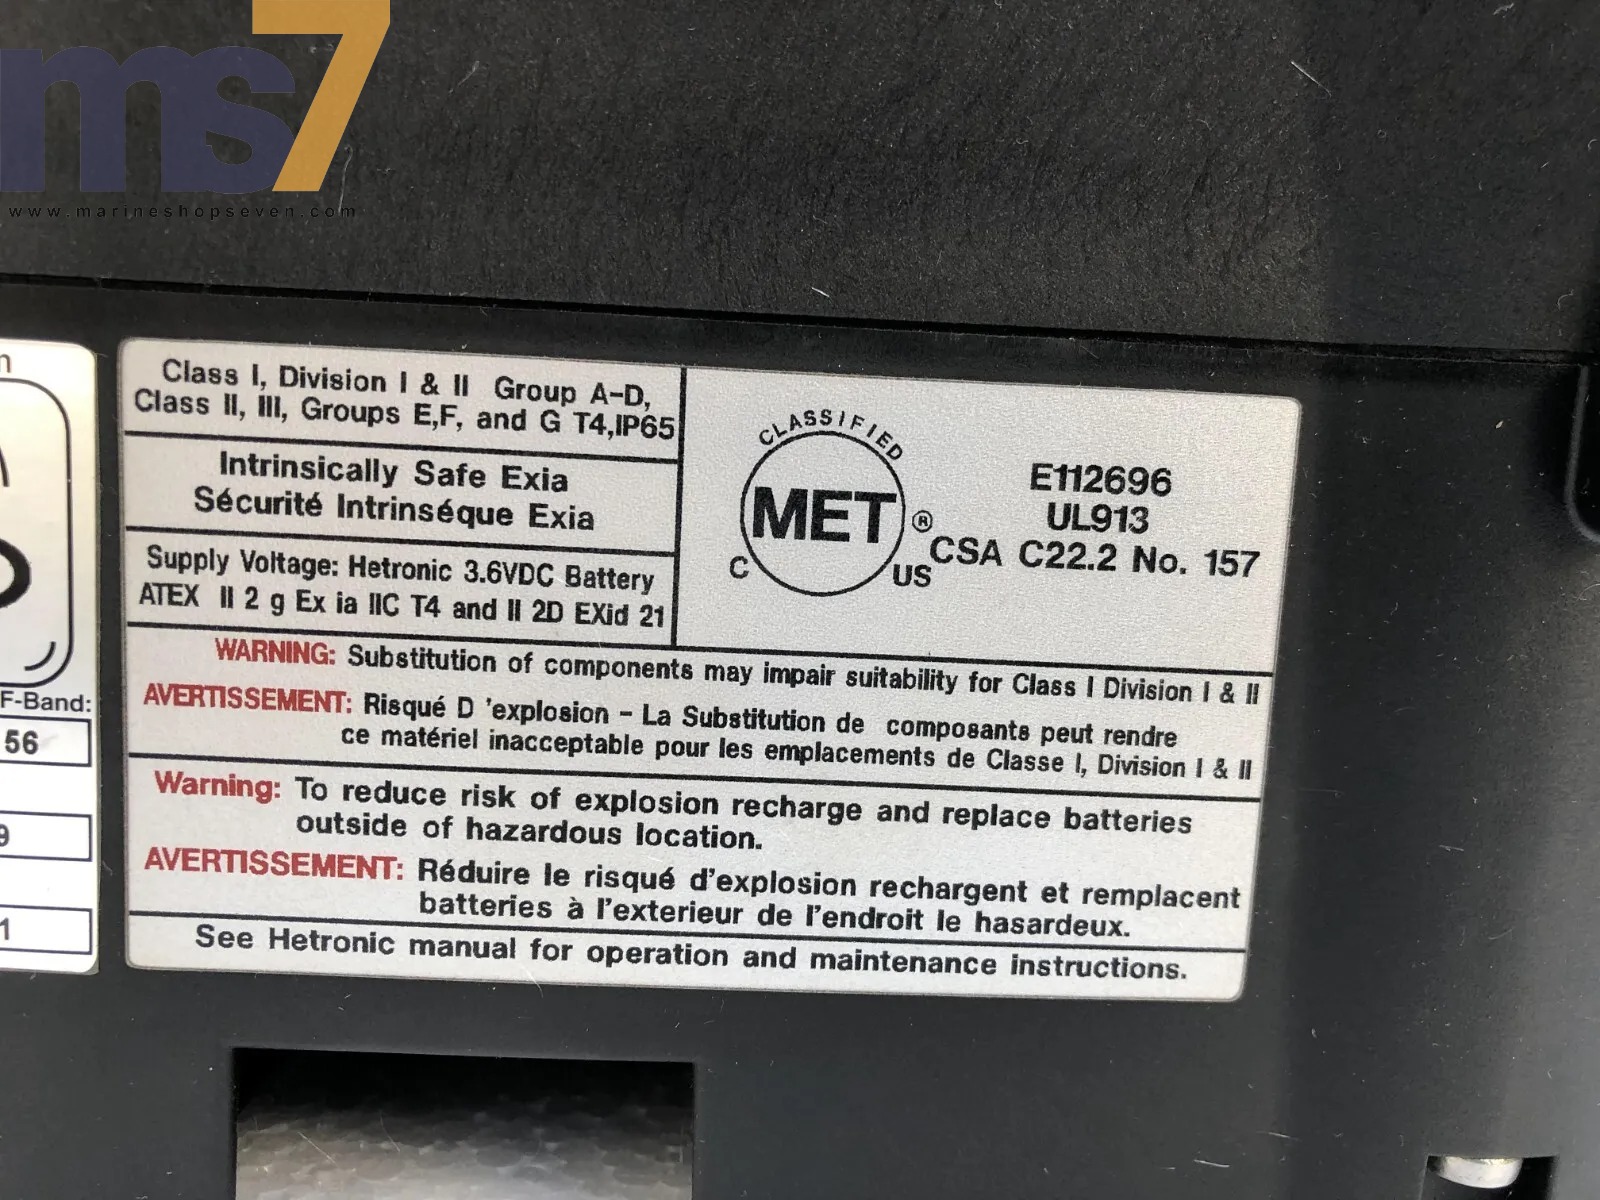 ms7
www.marineshopseven.com
F-Band:
56
9
1
Class I, Division I & II Group A-D,
Class II, III, Groups E,F, and G T4,IP65
Intrinsically Safe Exia
Sécurité Intrinséque Exia
Supply Voltage: Hetronic 3.6VDC Battery
ATEX II 2 g Ex ia IIC T4 and II 2D EXid 21
CLASSIFIED
MET
®
C US
E112696
UL913
CSA C22.2 No. 157
WARNING: Substitution of components may impair suitability for Class I Division I & II
AVERTISSEMENT: Risqué D 'explosion - La Substitution de composants peut rendre
ce matériel inacceptable pour les emplacements de Classe I, Division I & II
Warning: To reduce risk of explosion recharge and replace batteries
outside of hazardous location.
AVERTISSEMENT: Réduire le risqué d'explosion rechargent et remplacent
batteries à l'exterieur de l'endroit le hasardeux.
See Hetronic manual for operation and maintenance instructions.